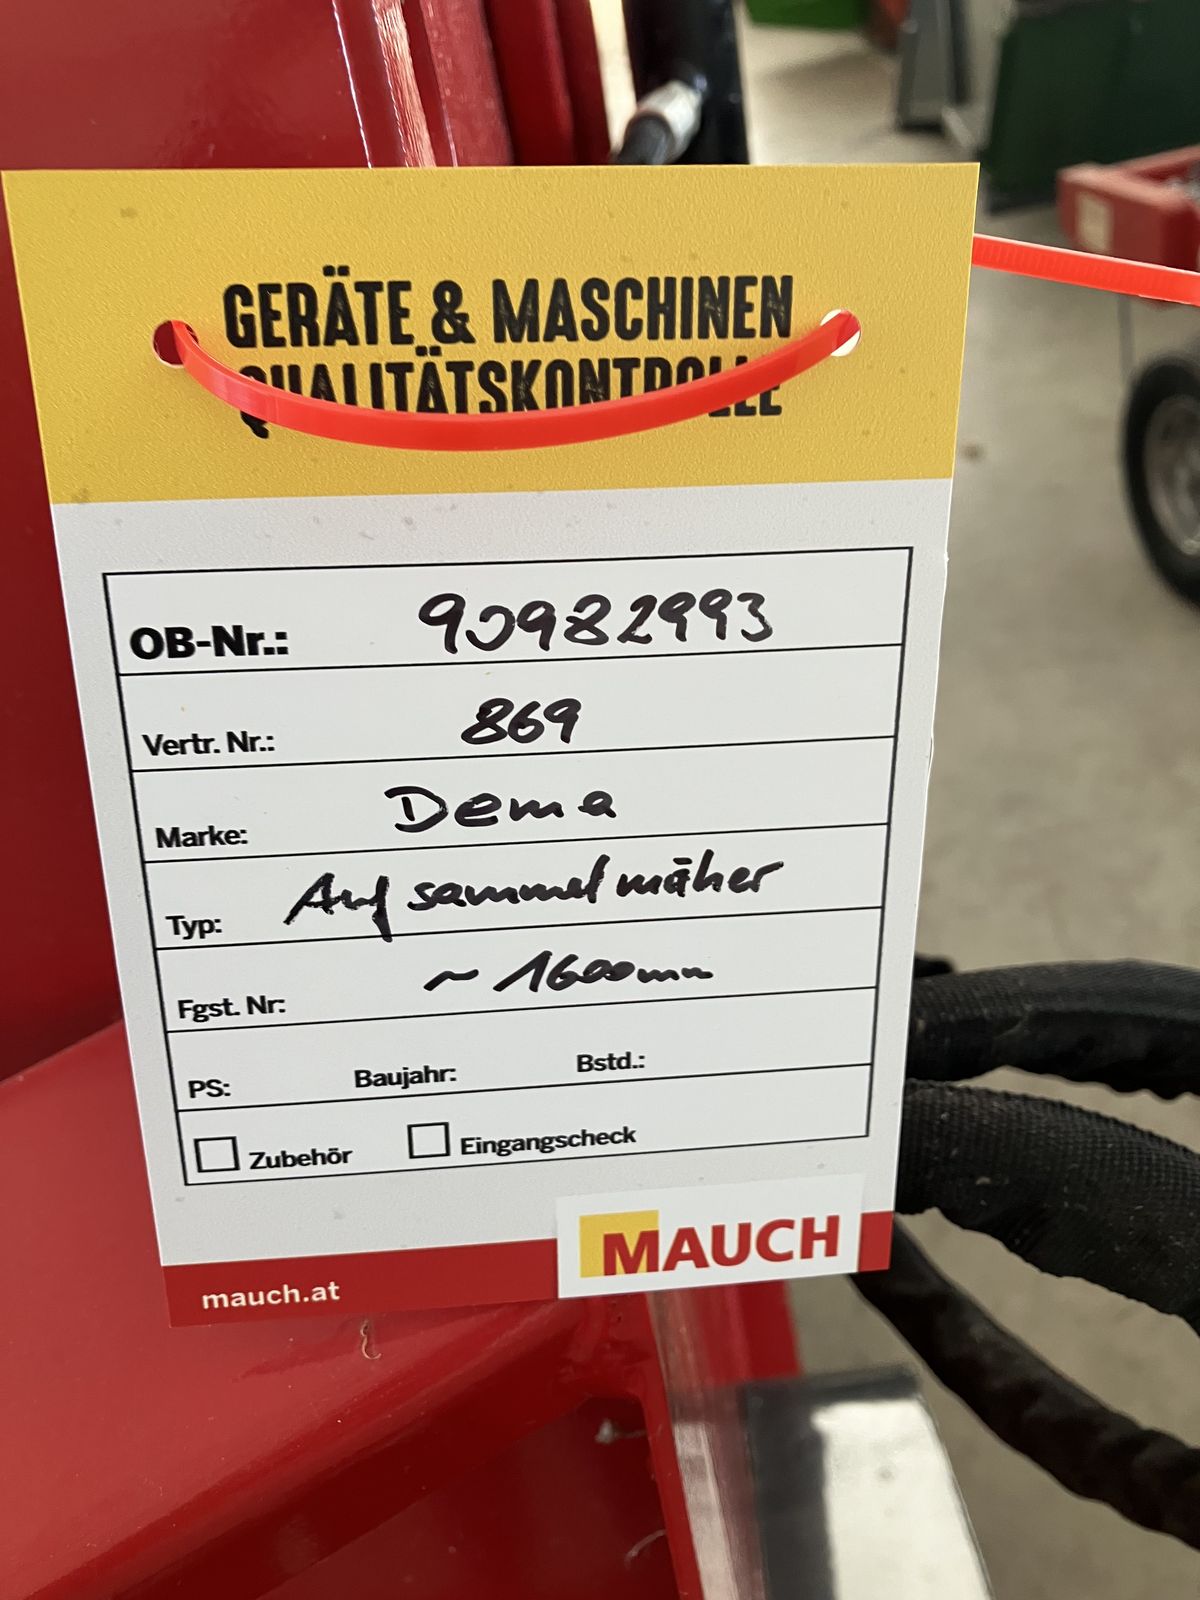 GERÄTE & MASCHINEN
QUALITÄTSKONTROLLE
OB-Nr.: 90982993
Vertr. Nr.: 869
Marke: Dema
Typ: Aufsammelmäher
Fgst. Nr: ~ 1600mm
PS: Baujahr: Bstd.:
Zubehör Eingangscheck
MAUCH
mauch.at